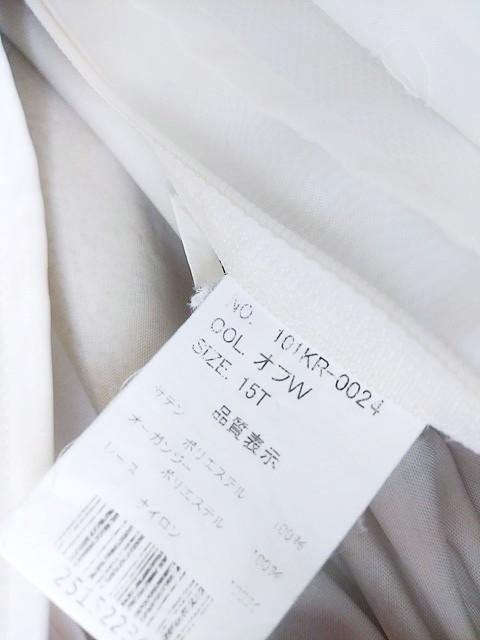 NO. 101KR-0024
COL. オフW
SIZE. 15T
品質表示
サテン ポリエステル 100%
オーガンジー ポリエステル 100%
レース ナイロン 100%